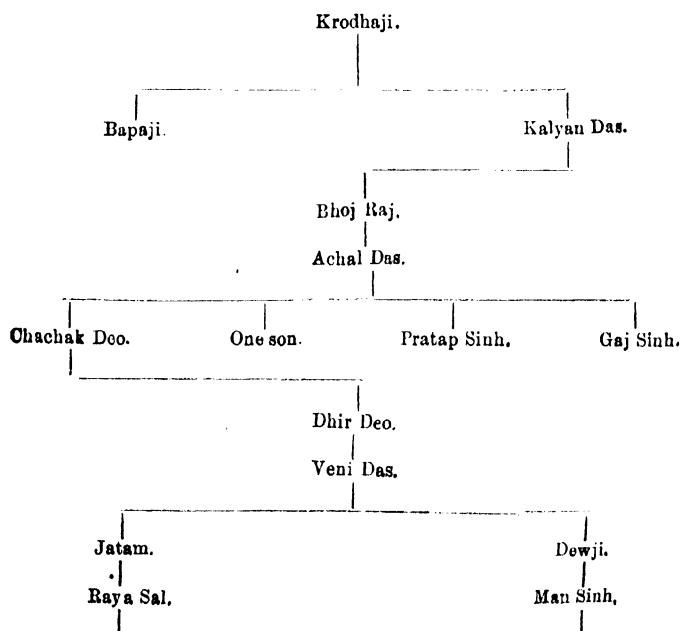 Krodhaji.
Bapaji. Kalyan Das.
Bhoj Raj.
Achal Das.
Chachak Deo. One son. Pratap Sinh. Gaj Sinh.
Dhir Deo.
Veni Das.
Jatam. Dewji.
Raya Sal. Man Sinh.